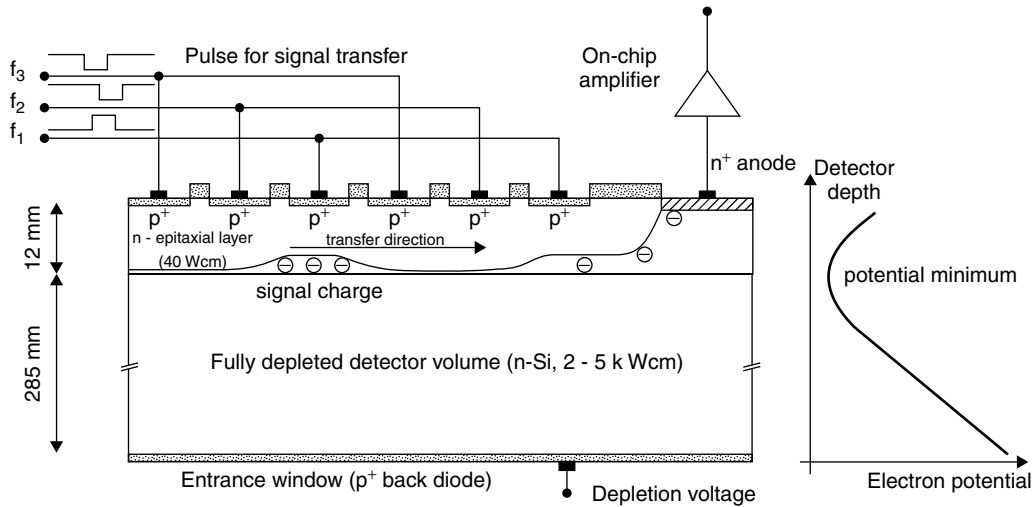 Pulse for signal transfer
f3
f2
f1
On-chip
amplifier
n+ anode
Detector
depth
p+ p+ p+ p+ p+ p+
n - epitaxial layer
(40 Wcm)
transfer direction
12 mm
signal charge
potential minimum
285 mm
Fully depleted detector volume (n-Si, 2 - 5 k Wcm)
Entrance window (p+ back diode)
Depletion voltage
Electron potential